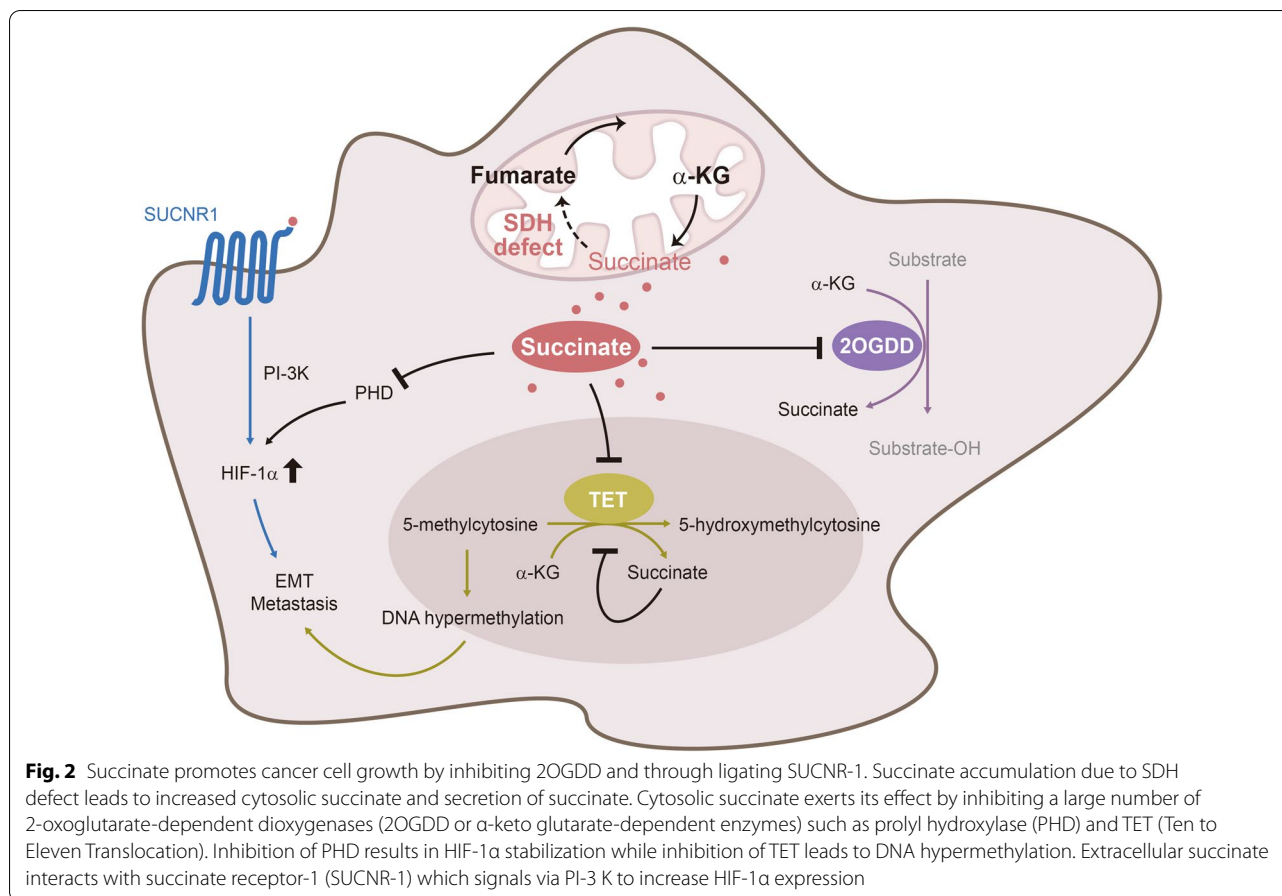 Fumarate
α-KG
SDH
defect
Succinate
SUCNR1
Substrate
α-KG
Succinate
2OGDD
PI-3K
PHD
Succinate
Substrate-OH
HIF-1α
TET
5-methylcytosine
5-hydroxymethylcytosine
α-KG
Succinate
EMT
Metastasis
DNA hypermethylation
Fig. 2 Succinate promotes cancer cell growth by inhibiting 2OGDD and through ligating SUCNR-1. Succinate accumulation due to SDH
defect leads to increased cytosolic succinate and secretion of succinate. Cytosolic succinate exerts its effect by inhibiting a large number of
2-oxoglutarate-dependent dioxygenases (2OGDD or α-keto glutarate-dependent enzymes) such as prolyl hydroxylase (PHD) and TET (Ten to
Eleven Translocation). Inhibition of PHD results in HIF-1α stabilization while inhibition of TET leads to DNA hypermethylation. Extracellular succinate
interacts with succinate receptor-1 (SUCNR-1) which signals via PI-3 K to increase HIF-1α expression